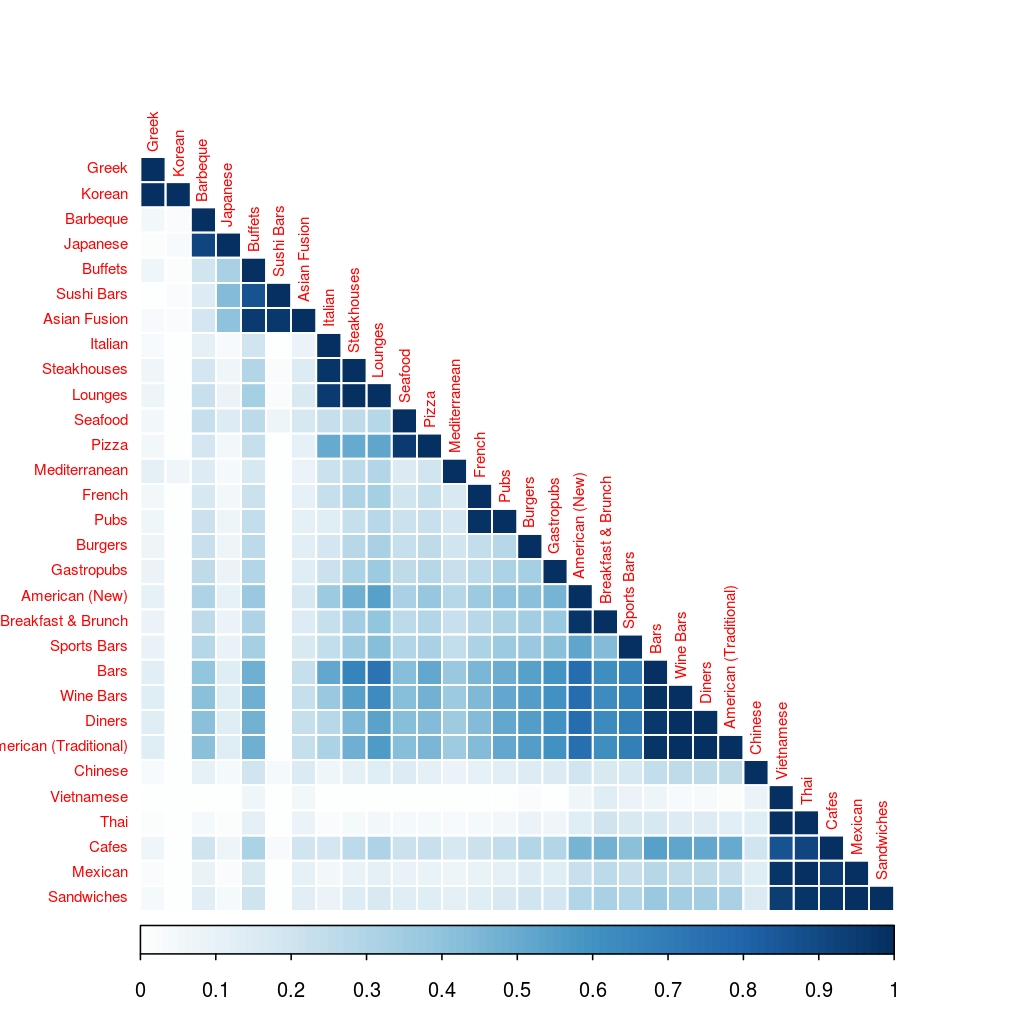 Greek
Korean
Barbeque
Japanese
Buffets
Sushi Bars
Asian Fusion
Italian
Steakhouses
Lounges
Seafood
Pizza
Mediterranean
French
Pubs
Burgers
Gastropubs
American (New)
Breakfast & Brunch
Sports Bars
Bars
Wine Bars
Diners
American (Traditional)
Chinese
Vietnamese
Thai
Cafes
Mexican
Sandwiches
Greek
Korean
Barbeque
Japanese
Buffets
Sushi Bars
Asian Fusion
Italian
Steakhouses
Lounges
Seafood
Pizza
Mediterranean
French
Pubs
Burgers
Gastropubs
American (New)
Breakfast & Brunch
Sports Bars
Bars
Wine Bars
Diners
merican (Traditional)
Chinese
Vietnamese
Thai
Cafes
Mexican
Sandwiches
0 0.1 0.2 0.3 0.4 0.5 0.6 0.7 0.8 0.9 1